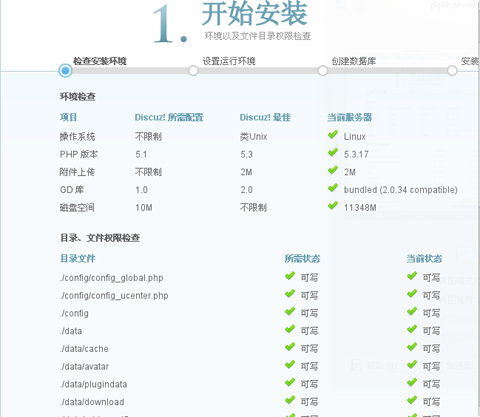 1. 开始安装
环境以及文件目录权限检查
检查安装环境 设置运行环境 创建数据库 安装
环境检查
项目 Discuz! 所需配置 Discuz! 最佳 当前服务器
操作系统 不限制 类Unix Linux
PHP 版本 5.1 5.3 5.3.17
附件上传 不限制 2M 2M
GD 库 1.0 2.0 bundled (2.0.34 compatible)
磁盘空间 10M 不限制 11348M
目录、文件权限检查
目录文件 所需状态 当前状态
./config/config_global.php 可写 可写
./config/config_ucenter.php 可写 可写
./config 可写 可写
./data 可写 可写
./data/cache 可写 可写
./data/avatar 可写 可写
./data/plugindata 可写 可写
./data/download 可写 可写